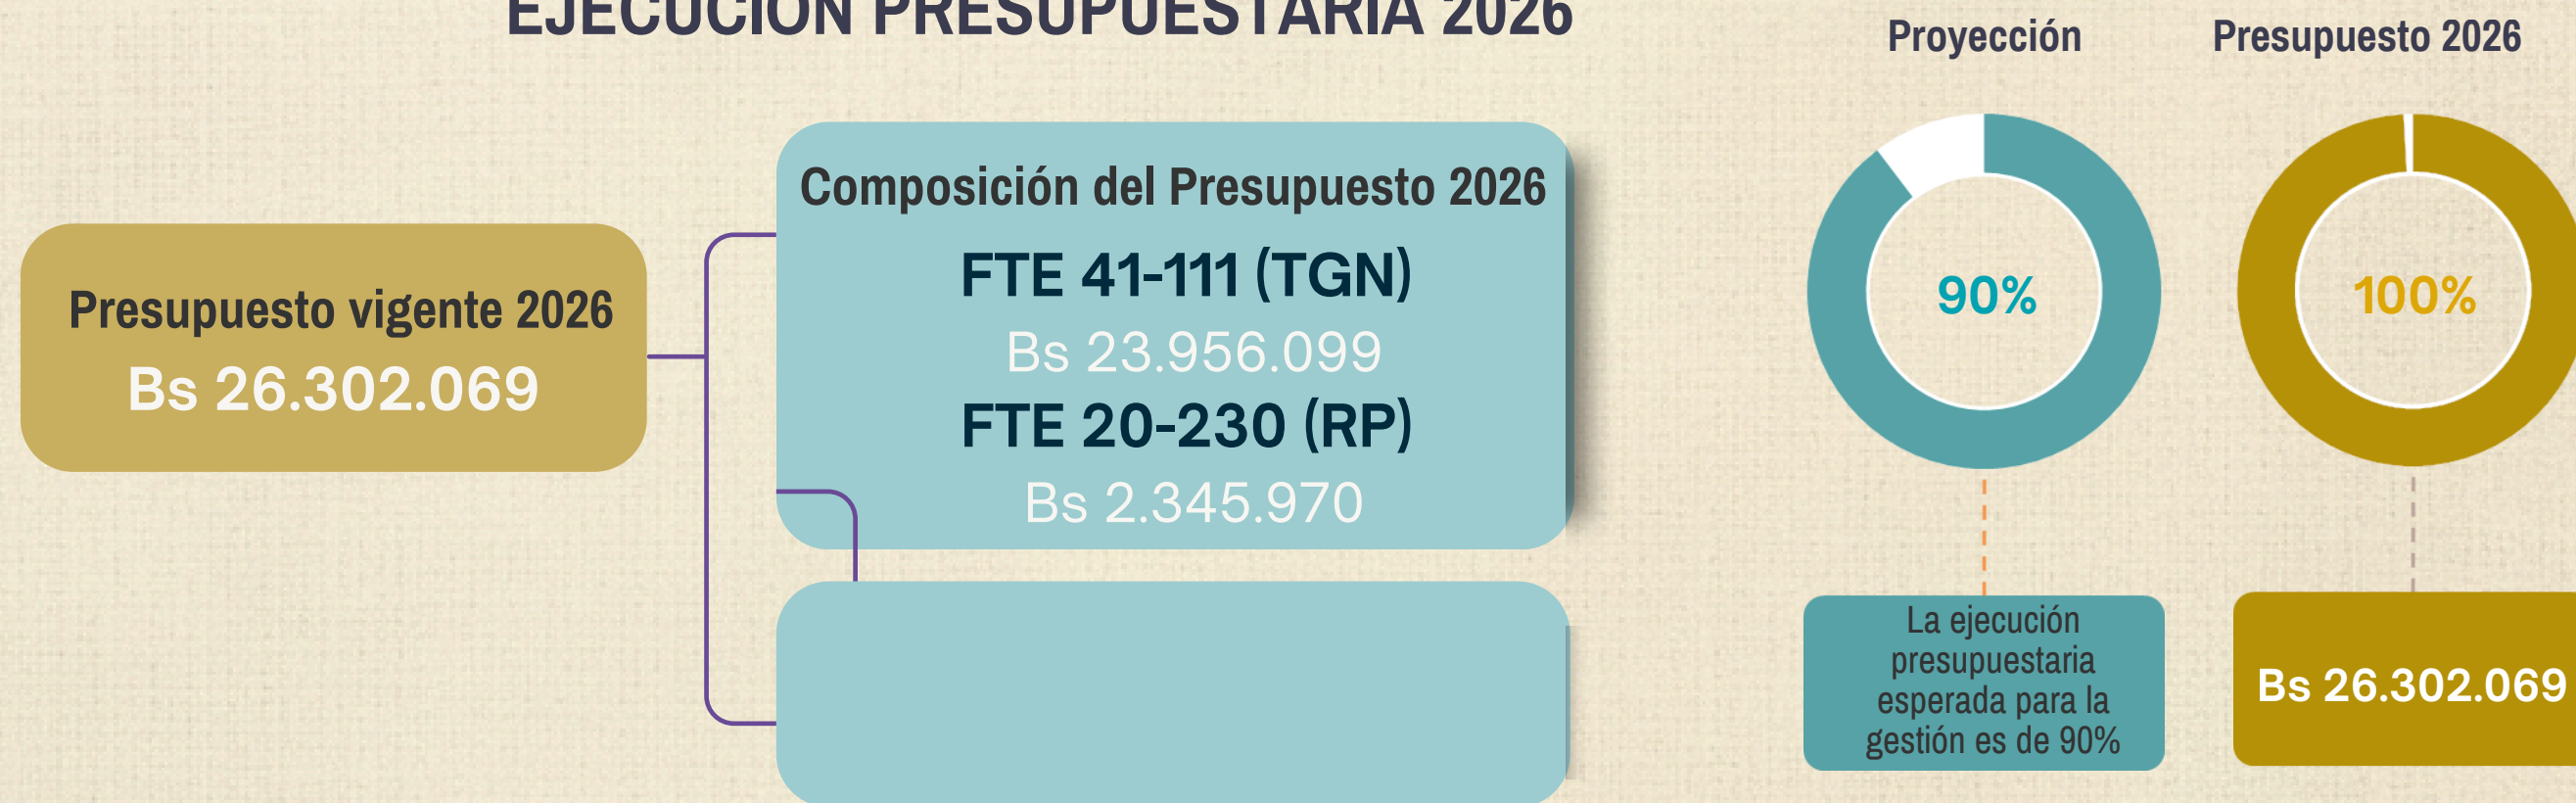 EJECUCIÓN PRESUPUESTARIA 2026
Presupuesto vigente 2026
Bs 26.302.069
Composición del Presupuesto 2026
FTE 41-111 (TGN)
Bs 23.956.099
FTE 20-230 (RP)
Bs 2.345.970
Proyección
90%
La ejecución
presupuestaria
esperada para la
gestión es de 90%
Presupuesto 2026
100%
Bs 26.302.069